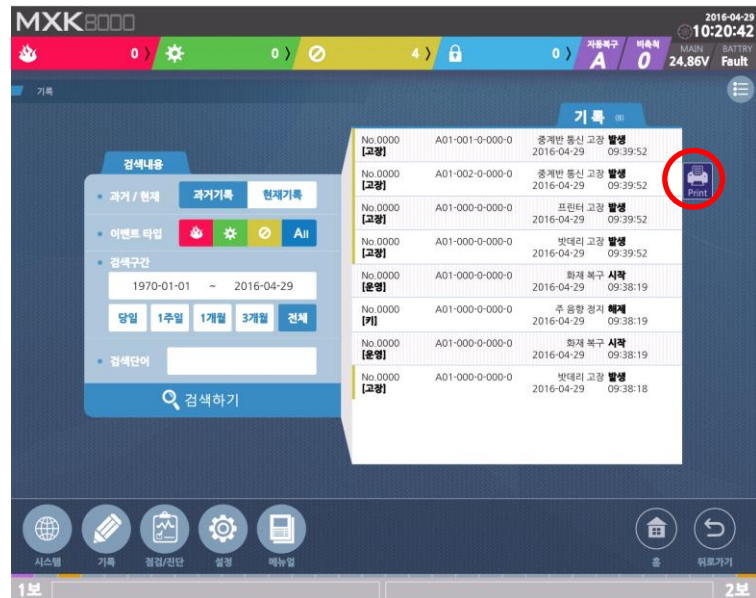 MXK8000
2016-04-29
10:20:42
0 〉
0 〉
4 〉
0 〉
자동복구
A
비축적
0
MAIN
24.86V
BATTRY
Fault
기록
기 록
검색내용
과거 / 현재
과거기록
현재기록
이벤트 타입
All
검색구간
1970-01-01 ~ 2016-04-29
당일
1주일
1개월
3개월
전체
검색단어
검색하기
No.0000 A01-001-0-000-0 중계반 통신 고장 발생
[고장] 2016-04-29 09:39:52
No.0000 A01-002-0-000-0 중계반 통신 고장 발생
[고장] 2016-04-29 09:39:52
No.0000 A01-000-0-000-0 프린터 고장 발생
[고장] 2016-04-29 09:39:52
No.0000 A01-000-0-000-0 밧데리 고장 발생
[고장] 2016-04-29 09:39:52
No.0000 A01-000-0-000-0 화재 복구 시작
[운영] 2016-04-29 09:38:19
No.0000 A01-000-0-000-0 주 음향 정지 해제
[키] 2016-04-29 09:38:19
No.0000 A01-000-0-000-0 화재 복구 시작
[운영] 2016-04-29 09:38:19
No.0000 A01-000-0-000-0 밧데리 고장 발생
[고장] 2016-04-29 09:38:18
Print
시스템
기록
점검/진단
설정
메뉴얼
홈
뒤로가기
1보
2보